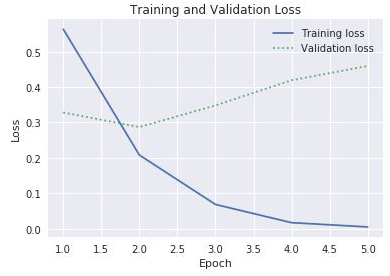 Training and Validation Loss
Training loss
Validation loss
Loss
0.5
0.4
0.3
0.2
0.1
0.0
1.0 1.5 2.0 2.5 3.0 3.5 4.0 4.5 5.0
Epoch